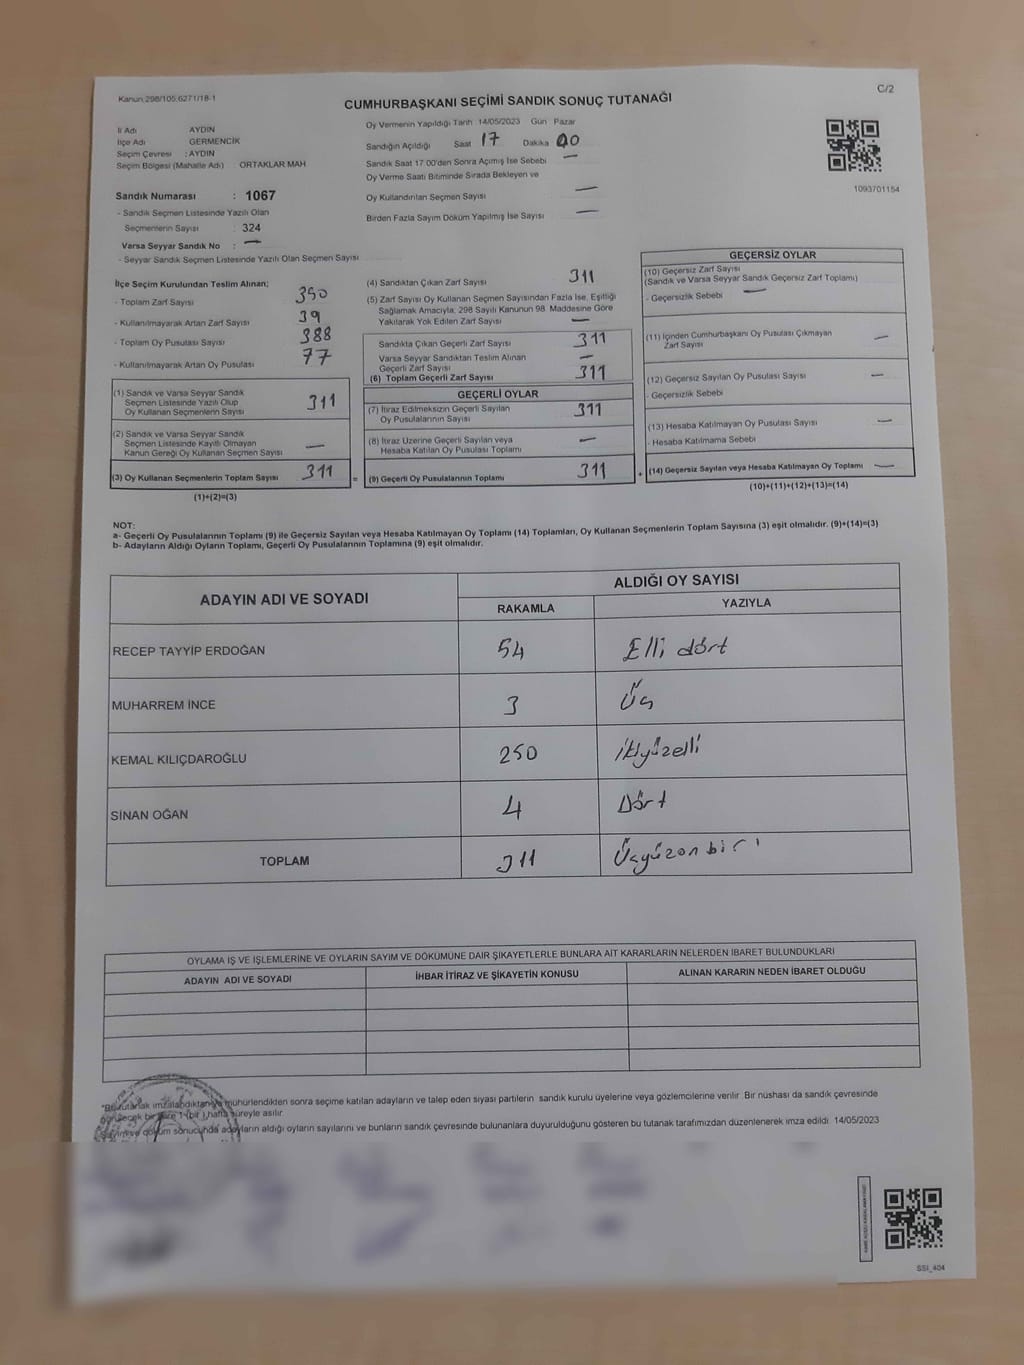 Kanun:298/105;6271/18-1
C/2
CUMHURBAŞKANI SEÇİMİ SANDIK SONUÇ TUTANAĞI
İl Adı AYDIN
İlçe Adı GERMENCİK
Seçim Çevresi : AYDIN
Seçim Bölgesi (Mahalle Adı) : ORTAKLAR MAH
Sandık Numarası : 1067
- Sandık Seçmen Listesinde Yazılı Olan
Seçmenlerin Sayısı : 324
Varsa Seyyar Sandık No : —
- Seyyar Sandık Seçmen Listesinde Yazılı Olan Seçmen Sayısı
Oy Vermenin Yapıldığı Tarih 14/05/2023 Gün Pazar
Sandığın Açıldığı Saat 17 Dakika 00
Sandık Saat 17 00'den Sonra Açımış İse Sebebi —
Oy Verme Saati Bitiminde Sırada Bekleyen ve
Oy Kullandırılan Seçmen Sayısı —
Birden Fazla Sayım Döküm Yapılmış İse Sayısı —
1093701154
İlçe Seçim Kurulundan Teslim Alınan;
- Toplam Zarf Sayısı 350
- Kullanılmayarak Artan Zarf Sayısı 39
- Toplam Oy Pusulası Sayısı 388
- Kullanılmayarak Artan Oy Pusulası 77
(1) Sandık ve Varsa Seyyar Sandık
Seçmen Listesinde Yazılı Olup
Oy Kullanan Seçmenlerin Sayısı 311
(2) Sandık ve Varsa Seyyar Sandık
Seçmen Listesinde Kayıtlı Olmayan
Kanun Gereği Oy Kullanan Seçmen Sayısı —
(3) Oy Kullanan Seçmenlerin Toplam Sayısı 311
(1)+(2)=(3)
(4) Sandıktan Çıkan Zarf Sayısı 311
(5) Zarf Sayısı Oy Kullanan Seçmen Sayısından Fazla İse, Eşitliği
Sağlamak Amacıyla, 298 Sayılı Kanunun 98. Maddesine Göre
Yakılarak Yok Edilen Zarf Sayısı —
Sandıkta Çıkan Geçerli Zarf Sayısı 311
Varsa Seyyar Sandıktan Teslim Alınan
Geçerli Zarf Sayısı —
(6) Toplam Geçerli Zarf Sayısı 311
GEÇERLİ OYLAR
(7) İtiraz Edilmeksizin Geçerli Sayılan
Oy Pusulalarının Sayısı 311
(8) İtiraz Üzerine Geçerli Sayılan veya
Hesaba Katılan Oy Pusulası Toplamı —
= (9) Geçerli Oy Pusulalarının Toplamı 311
GEÇERSİZ OYLAR
(10) Geçersiz Zarf Sayısı
(Sandık ve Varsa Seyyar Sandık Geçersiz Zarf Toplamı)
- Geçersizlik Sebebi —
(11) İçinden Cumhurbaşkanı Oy Pusulası Çıkmayan
Zarf Sayısı —
(12) Geçersiz Sayılan Oy Pusulası Sayısı —
- Geçersizlik Sebebi
(13) Hesaba Katılmayan Oy Pusulası Sayısı —
- Hesaba Katılmama Sebebi
+ (14) Geçersiz Sayılan veya Hesaba Katılmayan Oy Toplamı —
(10)+(11)+(12)+(13)=(14)
NOT:
a- Geçerli Oy Pusulalarının Toplamı (9) ile Geçersiz Sayılan veya Hesaba Katılmayan Oy Toplamı (14) Toplamları, Oy Kullanan Seçmenlerin Toplam Sayısına (3) eşit olmalıdır. (9)+(14)=(3)
b- Adayların Aldığı Oyların Toplamı, Geçerli Oy Pusulalarının Toplamına (9) eşit olmalıdır.
ADAYIN ADI VE SOYADI
ALDIĞI OY SAYISI
RAKAMLA YAZIYLA
RECEP TAYYİP ERDOĞAN 54 Elli dört
MUHARREM İNCE 3 Üç
KEMAL KILIÇDAROĞLU 250 ikiyüzelli
SİNAN OĞAN 4 Dört
TOPLAM 311 Üçyüzonbir
OYLAMA İŞ VE İŞLEMLERİNE VE OYLARIN SAYIM VE DÖKÜMÜNE DAİR ŞİKAYETLERLE BUNLARA AİT KARARLARIN NELERDEN İBARET BULUNDUKLARI
ADAYIN ADI VE SOYADI İHBAR İTİRAZ VE ŞİKAYETİN KONUSU ALINAN KARARIN NEDEN İBARET OLDUĞU
"Bu tutanak imzalandıktan ve mühürlendikten sonra seçime katılan adayların ve talep eden siyasi partilerin sandık kurulu üyelerine veya gözlemcilerine verilir Bir nüshası da sandık çevresinde
görülecek bir yere 1 (bir) hafta süreyle asılır
Sayım ve döküm sonucunda adayların aldığı oyların sayılarını ve bunların sandık çevresinde bulunanlara duyurulduğunu gösteren bu tutanak tarafımızdan düzenlenerek imza edildi. 14/05/2023
SSI_404